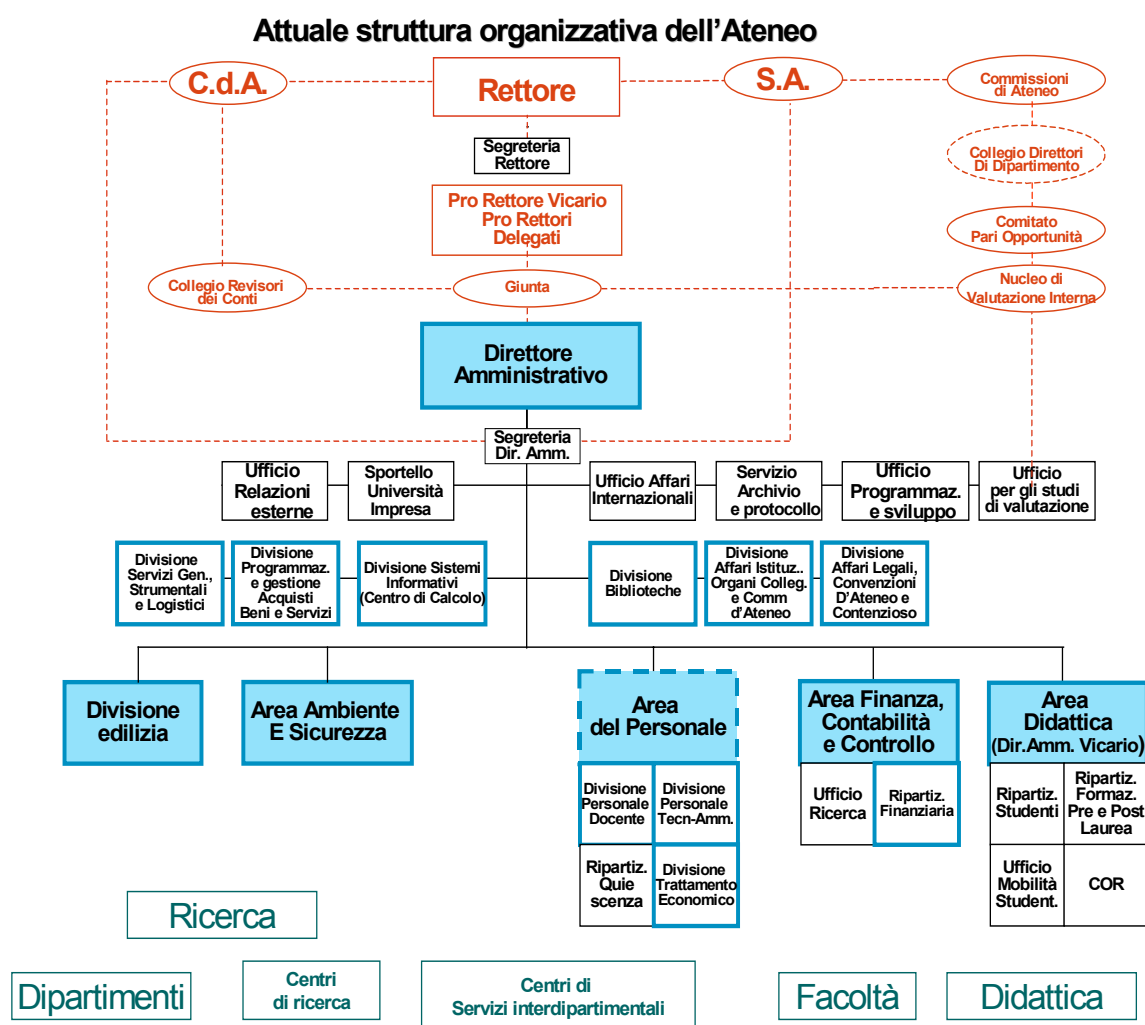 Attuale struttura organizzativa dell'Ateneo
C.d.A.
Rettore
S.A.
Commissioni
di Ateneo
Segreteria
Rettore
Collegio Direttori
Di Dipartimento
Pro Rettore Vicario
Pro Rettori
Delegati
Comitato
Pari Opportunità
Collegio Revisori
dei Conti
Giunta
Nucleo di
Valutazione Interna
Direttore
Amministrativo
Segreteria
Dir. Amm.
Ufficio
Relazioni
esterne
Sportello
Università
Impresa
Ufficio Affari
Internazionali
Servizio
Archivio
e protocollo
Ufficio
Programmaz.
e sviluppo
Ufficio
per gli studi
di valutazione
Divisione
Servizi Gen.,
Strumentali
e Logistici
Divisione
Programmaz.
e gestione
Acquisti
Beni e Servizi
Divisione Sistemi
Informativi
(Centro di Calcolo)
Divisione
Biblioteche
Divisione
Affari Istituz..
Organi Colleg.
e Comm
d'Ateneo
Divisione
Affari Legali,
Convenzioni
D'Ateneo e
Contenzioso
Divisione
edilizia
Area Ambiente
E Sicurezza
Area
del Personale
Area Finanza,
Contabilità
e Controllo
Area
Didattica
(Dir.Amm. Vicario)
Divisione
Personale
Docente
Divisione
Personale
Tecn-Amm.
Ufficio
Ricerca
Ripartiz.
Finanziaria
Ripartiz.
Studenti
Ripartiz.
Formaz.
Pre e Post
Laurea
Ripartiz.
Quie
scenza
Divisione
Trattamento
Economico
Ufficio
Mobilità
Student.
COR
Ricerca
Dipartimenti
Centri
di ricerca
Centri di
Servizi interdipartimentali
Facoltà
Didattica